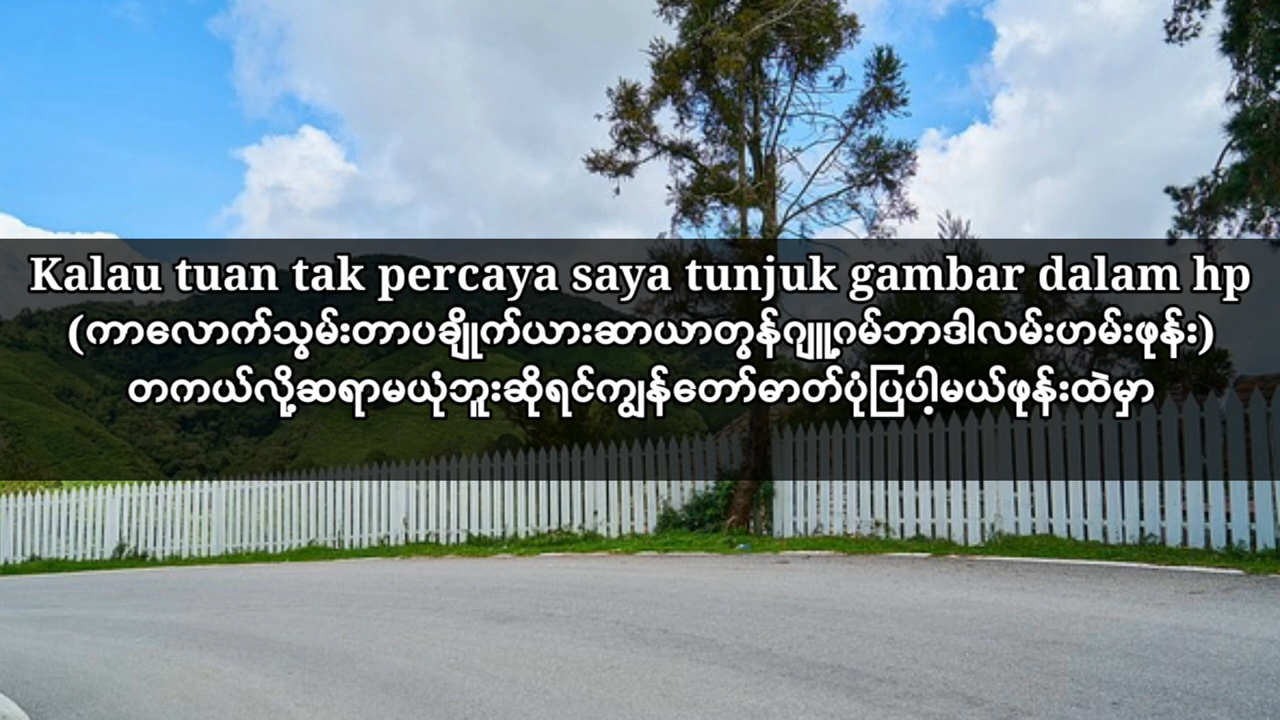 Kalau tuan tak percaya saya tunjuk gambar dalam hp
(ကာလောက်သွမ်းတာပချိုက်ယားဆာယာတွန်ဂျူူဂမ်ဘာဒါလမ်းဟမ်းဖုန်း)
တကယ်လို့ဆရာမယုံဘူးဆိုရင်ကျွန်တော်ဓာတ်ပုံပြပါ့မယ်ဖုန်းထဲမှာ